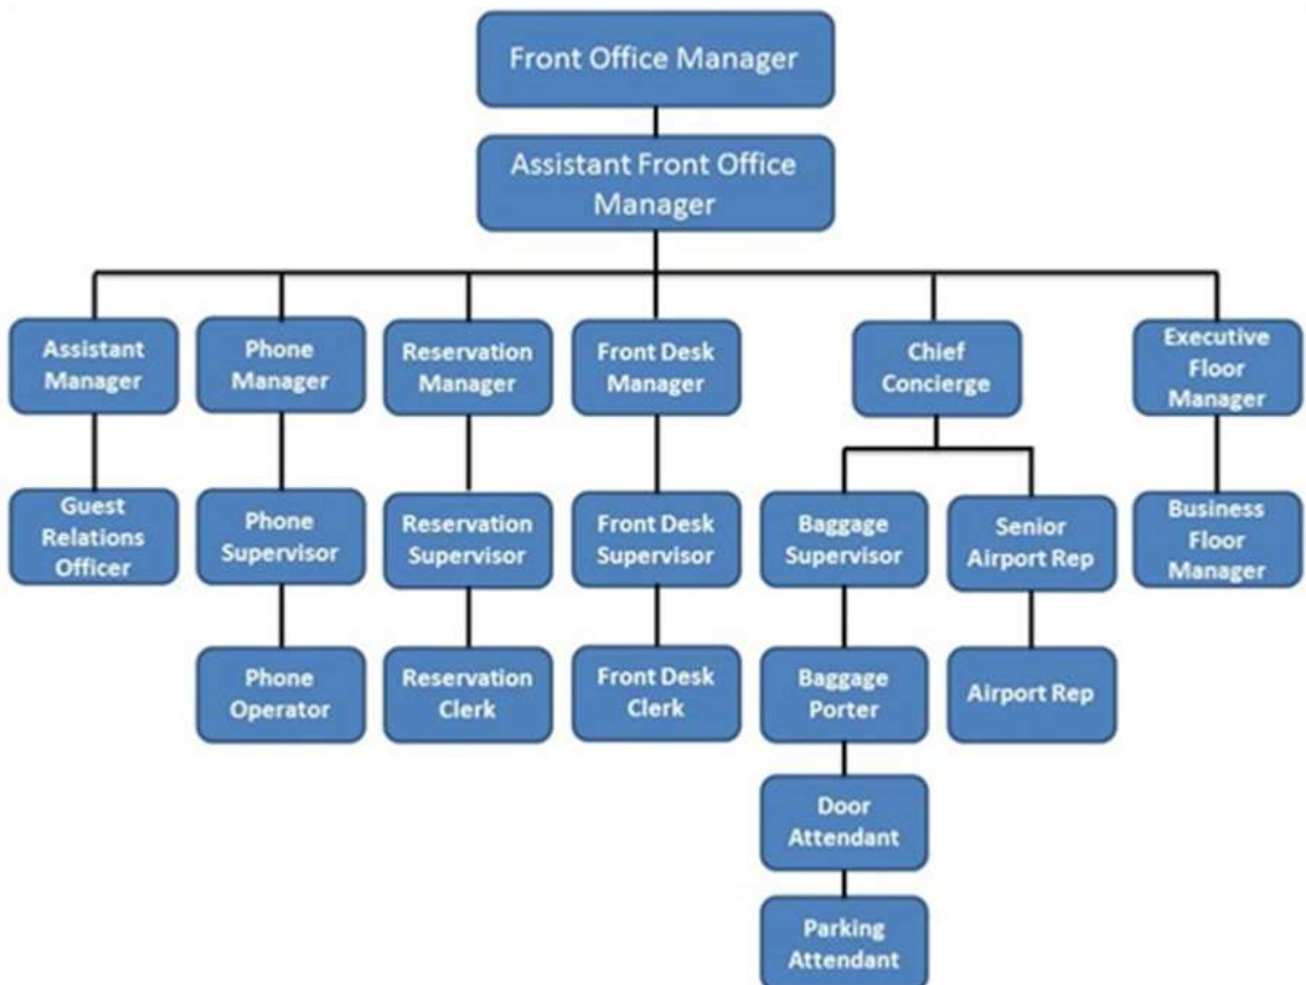 Front Office Manager
Assistant Front Office
Manager
Assistant
Manager
Phone
Manager
Reservation
Manager
Front Desk
Manager
Chief
Concierge
Executive
Floor
Manager
Guest
Relations
Officer
Phone
Supervisor
Reservation
Supervisor
Front Desk
Supervisor
Baggage
Supervisor
Senior
Airport Rep
Business
Floor
Manager
Phone
Operator
Reservation
Clerk
Front Desk
Clerk
Baggage
Porter
Airport Rep
Door
Attendant
Parking
Attendant